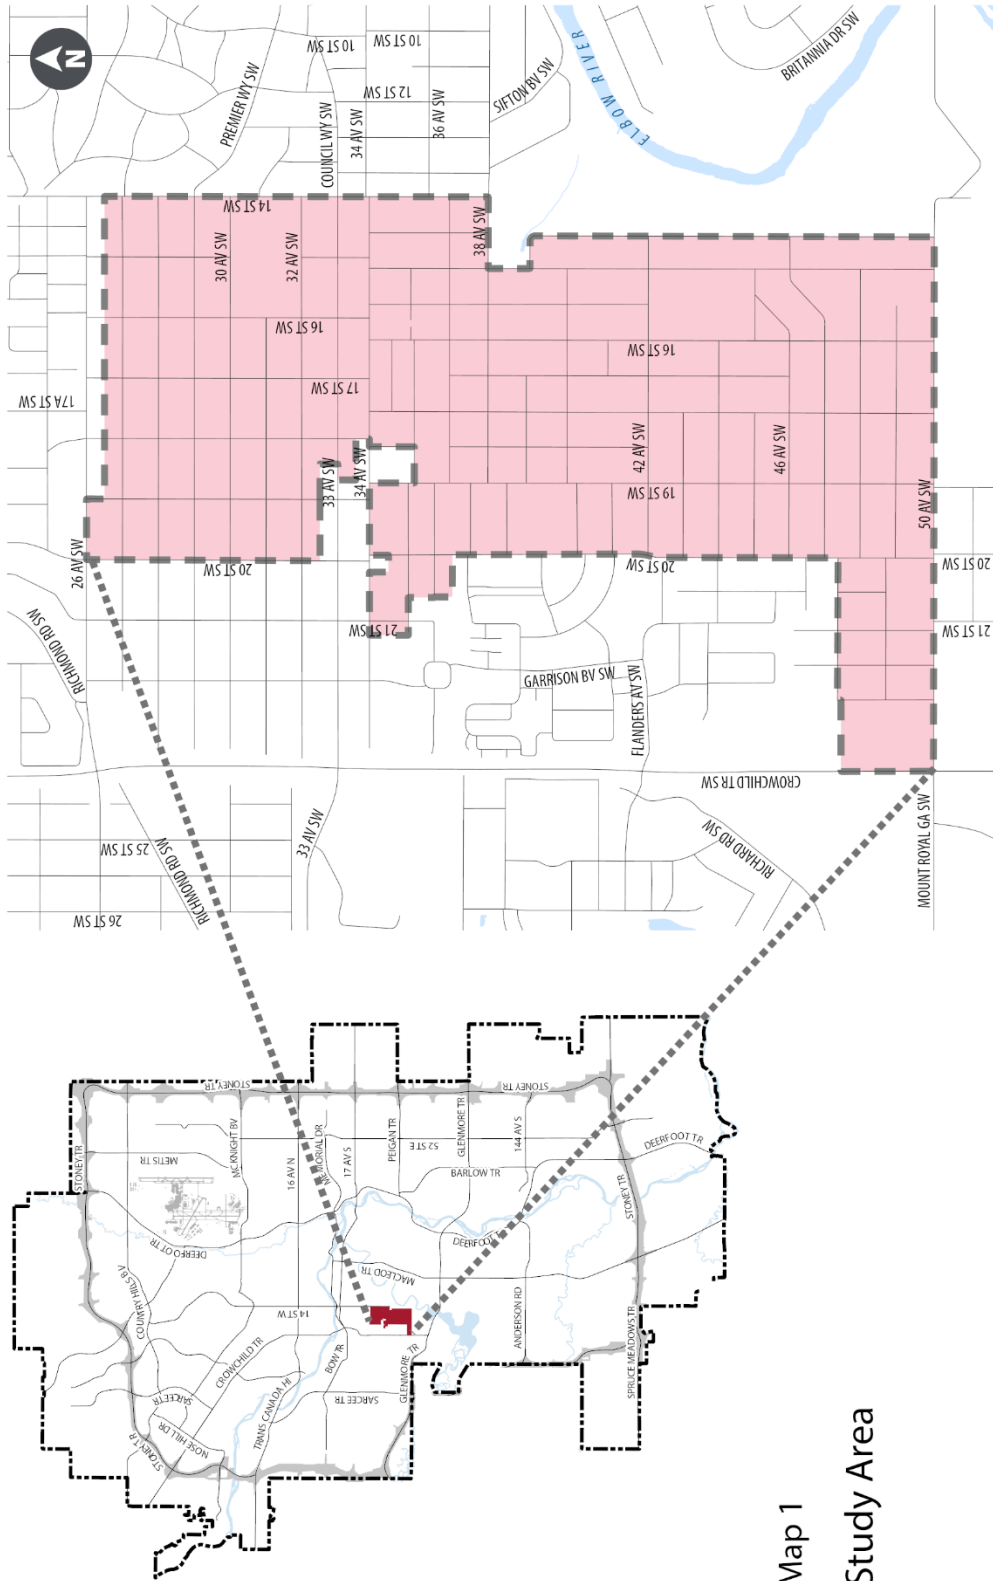 N
10 ST SW
10 ST SW
12 ST SW
PREMIER WY SW
COUNCIL WY SW
34 AV SW
36 AV SW
SIFTON BV SW
ELBOW RIVER
BRITANNIA DR SW
14 ST SW
38 AV SW
30 AV SW
32 AV SW
16 ST SW
16 ST SW
17 ST SW
17A ST SW
33 AV SW
34 AV SW
42 AV SW
46 AV SW
19 ST SW
50 AV SW
26 AV SW
20 ST SW
20 ST SW
20 ST SW
21 ST SW
21 ST SW
RICHMOND RD SW
GARRISON BV SW
FLANDERS AV SW
CROWCHILD TR SW
33 AV SW
25 ST SW
RICHMOND RD SW
26 ST SW
RICHARD RD SW
MOUNT ROYAL GA SW
STONEY TR
STONEY TR
STONEY TR
METIS TR
MCKNIGHT BV
16 AV N
MEMORIAL DR
17 AV S
PEIGAN TR
52 ST E
GLENMORE TR
144 AV S
BARLOW TR
DEERFOOT TR
STONEY TR
DEERFOOT TR
DEERFOOT
COUNTRY HILLS BV
14 ST W
MACLEOD TR
CROWCHILD TR
BOW TR
SARCEE TR
NOSE HILL DR
TRANS CANADA HI
STONEY TR
SARCEE TR
GLENMORE TR
ANDERSON RD
SPRUCE MEADOWS TR
Map 1
Study Area